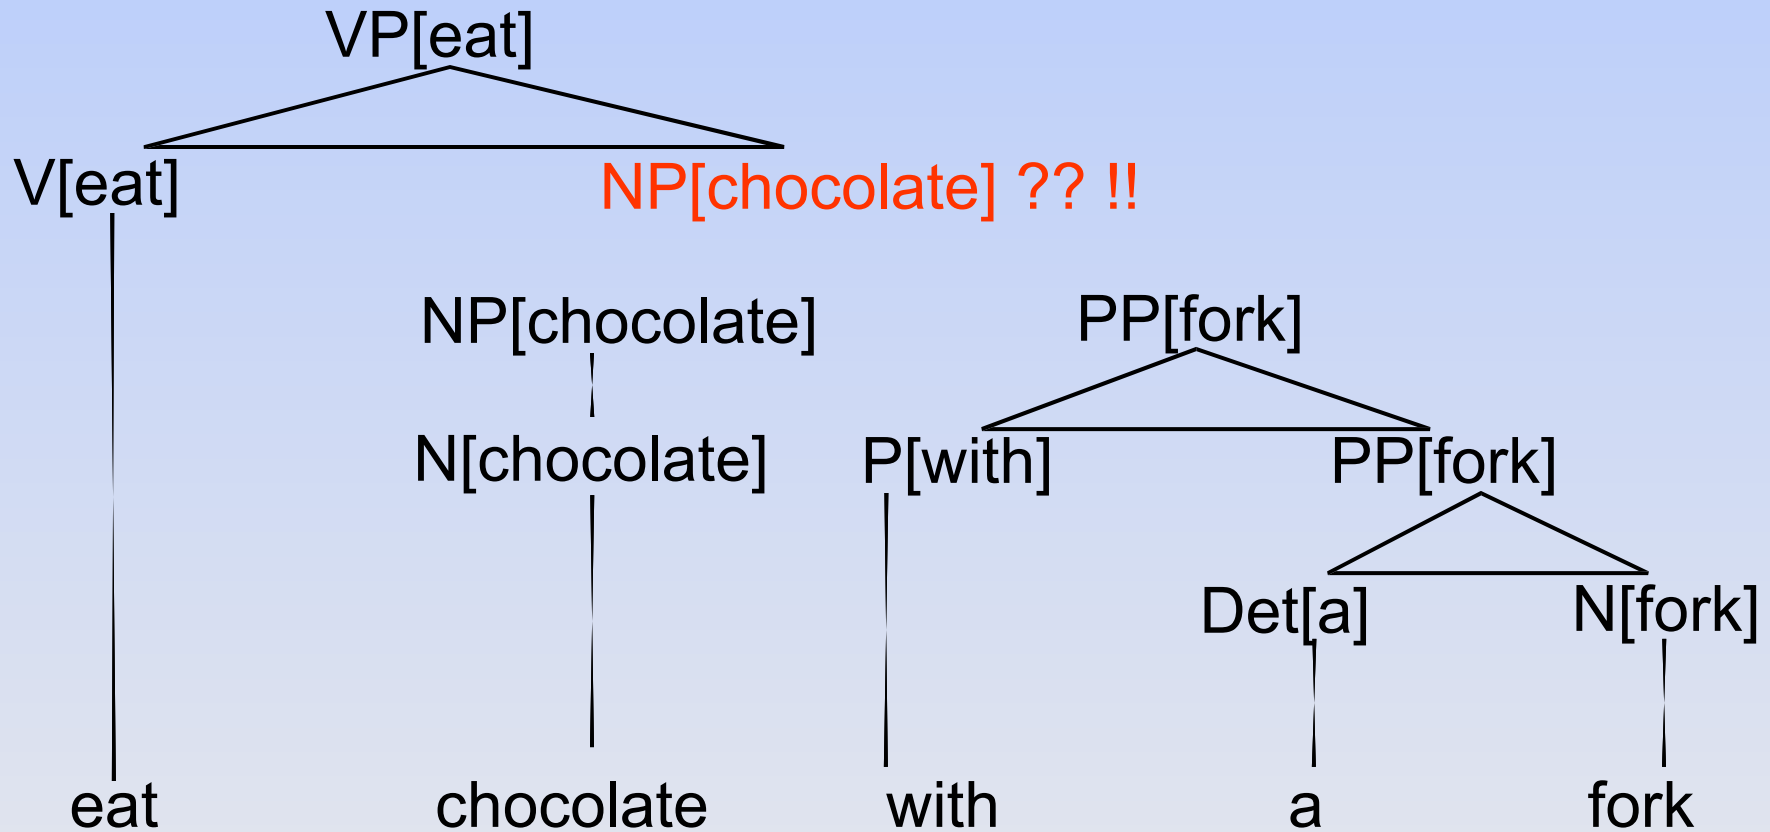 VP[eat]
V[eat] NP[chocolate] ?? !!
NP[chocolate] PP[fork]
N[chocolate] P[with] PP[fork]
Det[a] N[fork]
eat chocolate with a fork